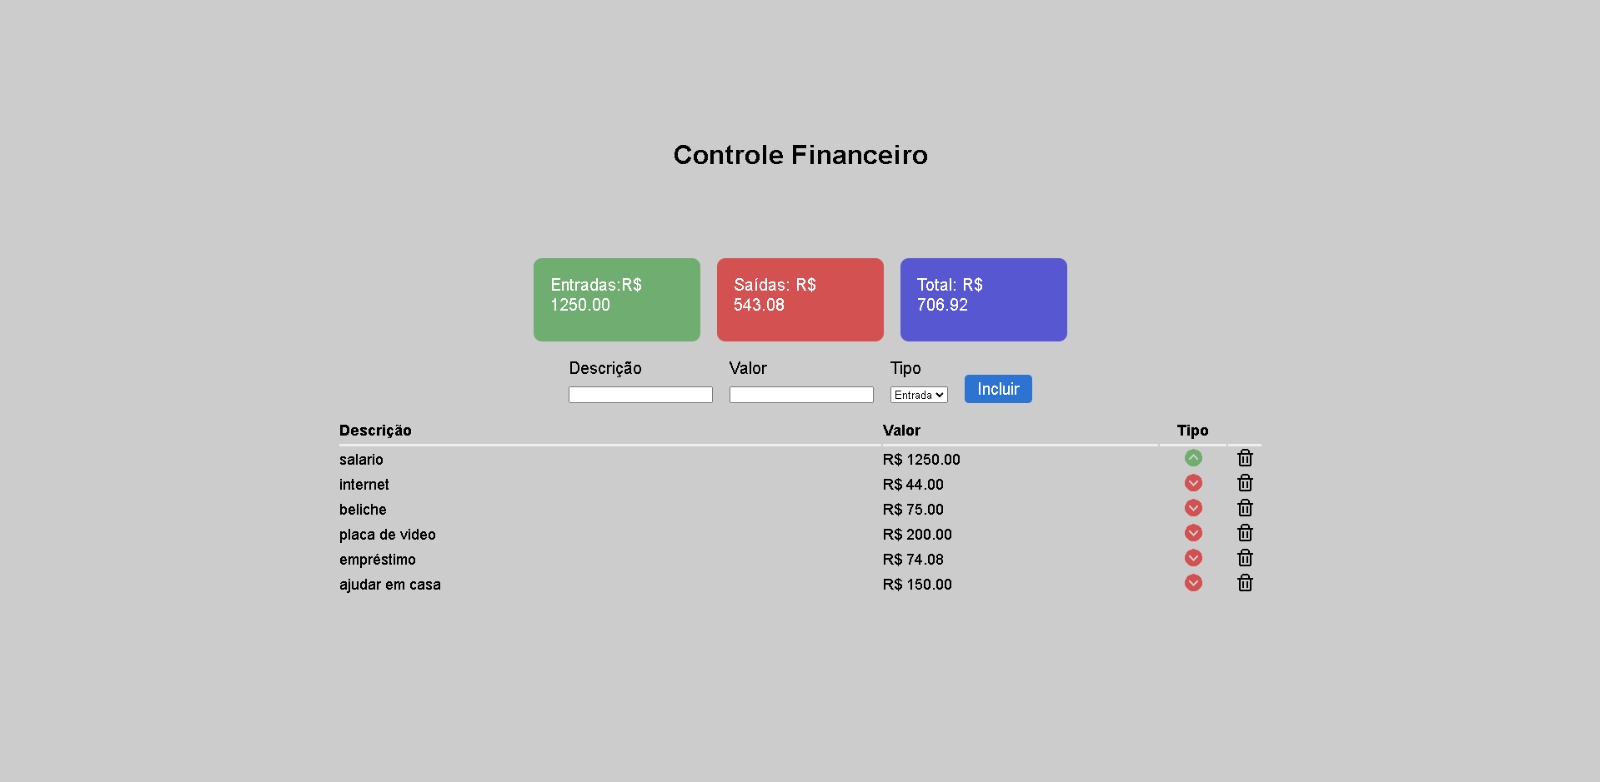 Controle Financeiro
Entradas:R$
1250.00
Saídas: R$
543.08
Total: R$
706.92
Descrição Valor Tipo
Entrada Incluir
Descrição Valor Tipo
salario R$ 1250.00
internet R$ 44.00
beliche R$ 75.00
placa de video R$ 200.00
empréstimo R$ 74.08
ajudar em casa R$ 150.00